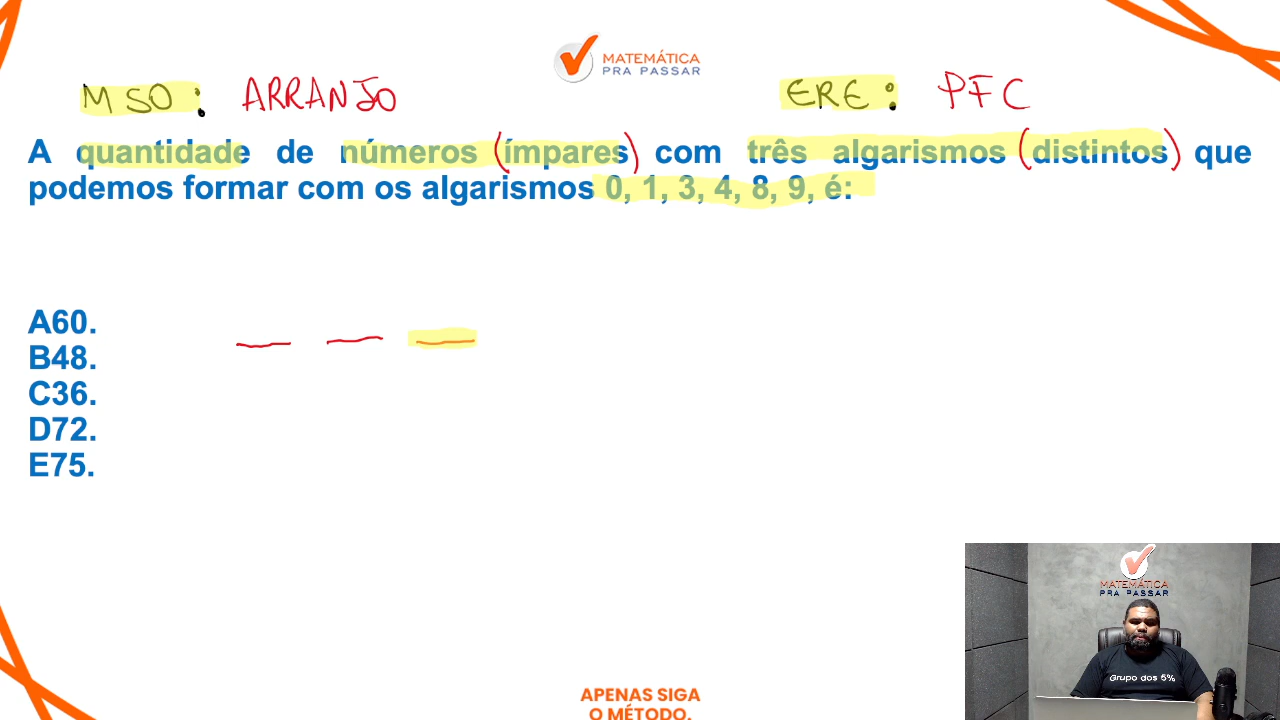 MATEMÁTICA
PRA PASSAR
MSO: ARRANJO
ERE: PFC
A quantidade de números (ímpares) com três algarismos (distintos) que
podemos formar com os algarismos 0, 1, 3, 4, 8, 9, é:
A60.
B48.
C36.
D72.
E75.
MATEMÁTICA
PRA PASSAR
Grupo dos 5%
APENAS SIGA
O MÉTODO.